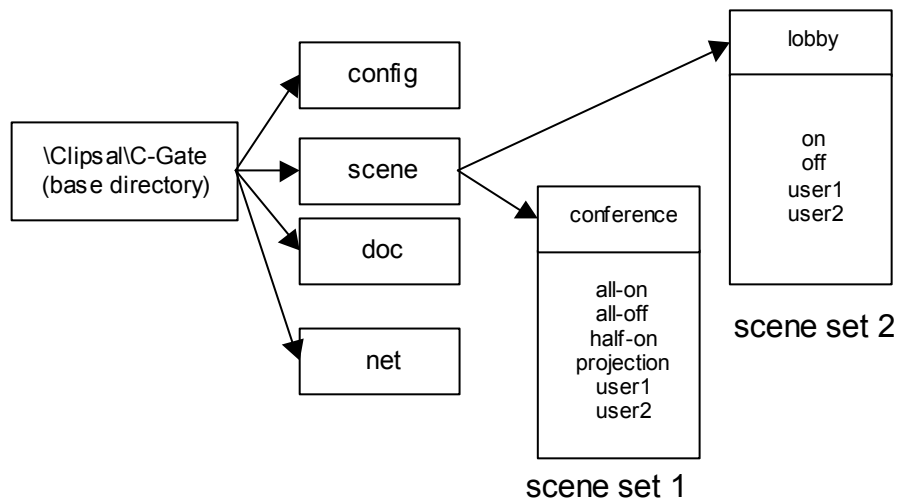 \Clipsal\C-Gate
(base directory)
config
scene
doc
net
conference
all-on
all-off
half-on
projection
user1
user2
scene set 1
lobby
on
off
user1
user2
scene set 2